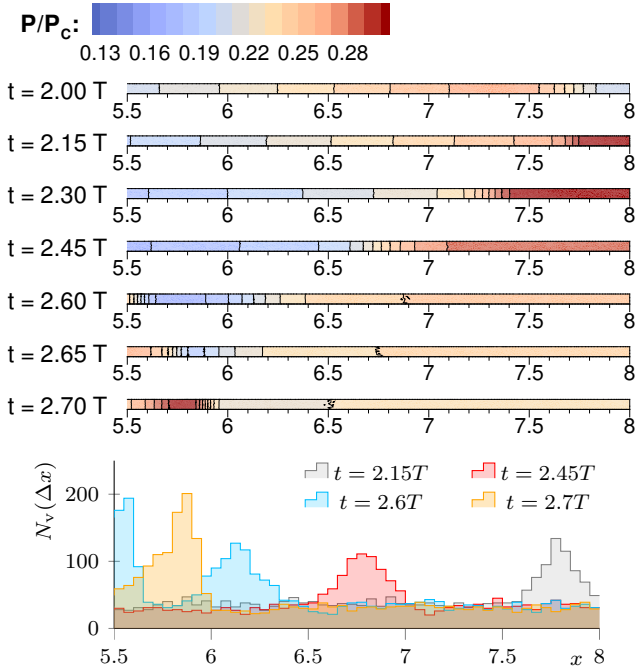 P/P_C:
0.13 0.16 0.19 0.22 0.25 0.28
t = 2.00 T
5.5 6 6.5 7 7.5 8
t = 2.15 T
5.5 6 6.5 7 7.5 8
t = 2.30 T
5.5 6 6.5 7 7.5 8
t = 2.45 T
5.5 6 6.5 7 7.5 8
t = 2.60 T
5.5 6 6.5 7 7.5 8
t = 2.65 T
5.5 6 6.5 7 7.5 8
t = 2.70 T
5.5 6 6.5 7 7.5 8
N_v(Δx)
200
100
0
t = 2.15T t = 2.45T
t = 2.6T t = 2.7T
5.5 6 6.5 7 7.5 x 8